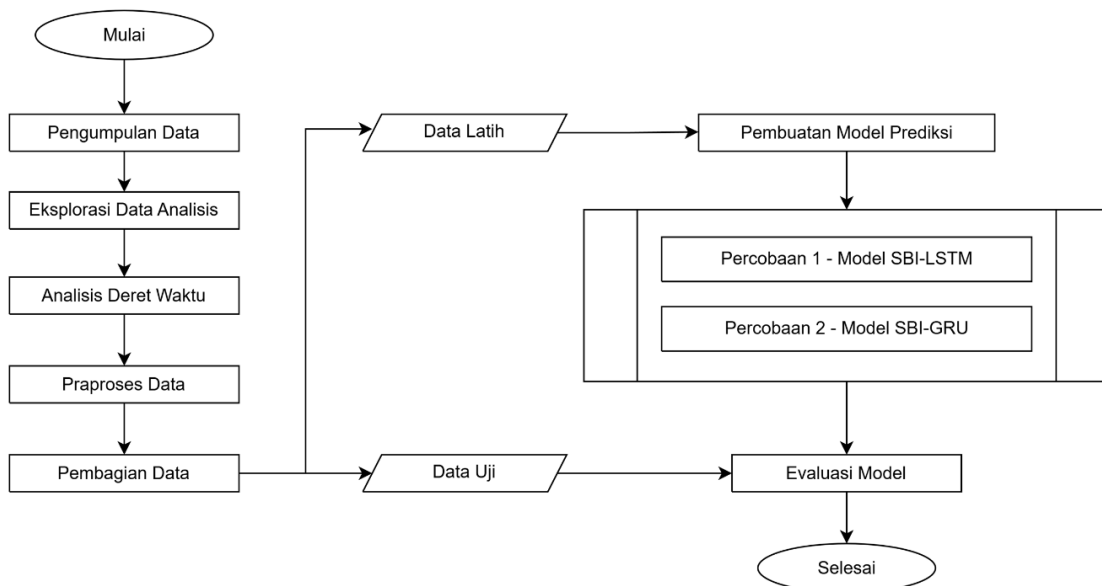 Mulai
Pengumpulan Data
Eksplorasi Data Analisis
Analisis Deret Waktu
Praproses Data
Pembagian Data
Data Latih
Data Uji
Pembuatan Model Prediksi
Percobaan 1 - Model SBI-LSTM
Percobaan 2 - Model SBI-GRU
Evaluasi Model
Selesai